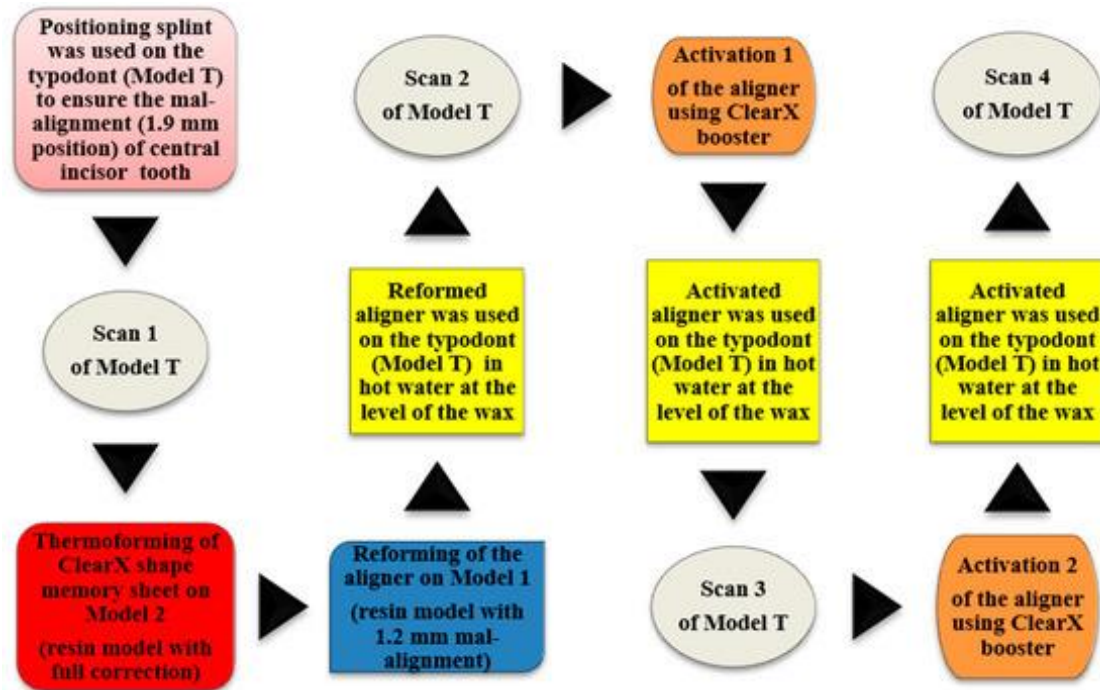 Positioning splint
was used on the
typodont (Model T)
to ensure the mal-
alignment (1.9 mm
position) of central
incisor tooth
Scan 1
of Model T
Thermoforming of
ClearX shape
memory sheet on
Model 2
(resin model with
full correction)
Reforming of the
aligner on Model 1
(resin model with
1.2 mm mal-
alignment)
Reformed
aligner was used
on the typodont
(Model T) in
hot water at the
level of the wax
Scan 2
of Model T
Activation 1
of the aligner
using ClearX
booster
Activated
aligner was used
on the typodont
(Model T) in hot
water at the
level of the wax
Scan 3
of Model T
Activation 2
of the aligner
using ClearX
booster
Activated
aligner was used
on the typodont
(Model T) in hot
water at the
level of the wax
Scan 4
of Model T